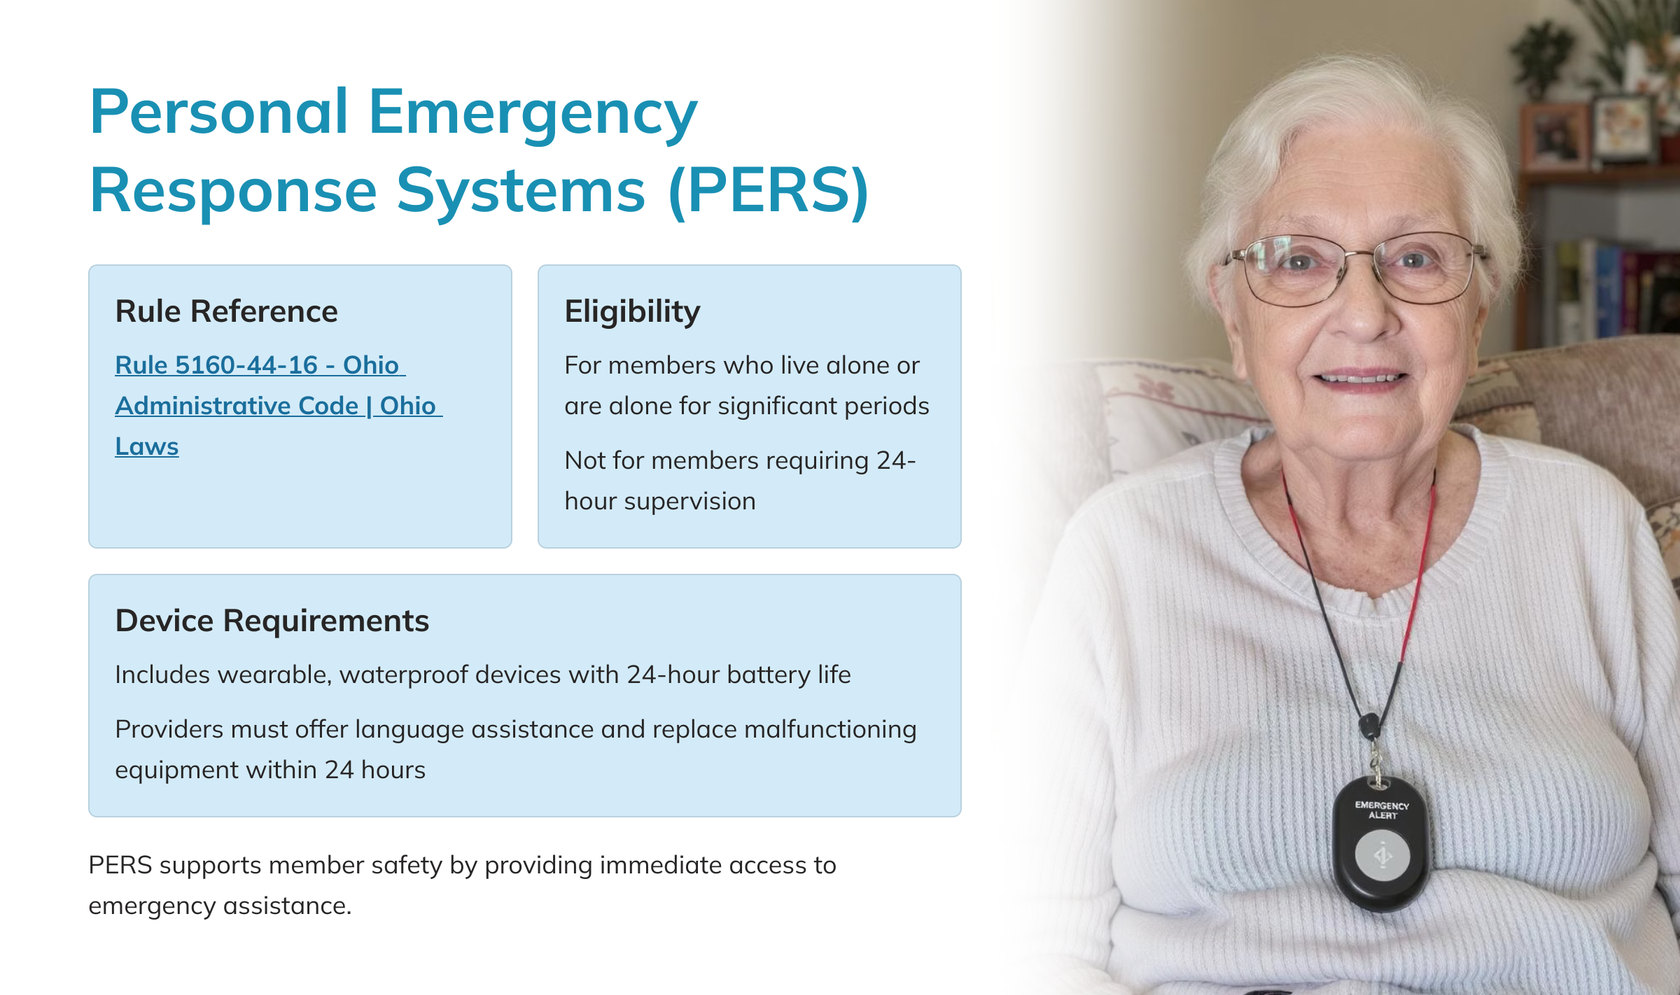 Personal Emergency
Response Systems (PERS)
Rule Reference
Rule 5160-44-16 - Ohio
Administrative Code | Ohio
Laws
Eligibility
For members who live alone or
are alone for significant periods
Not for members requiring 24-
hour supervision
Device Requirements
Includes wearable, waterproof devices with 24-hour battery life
Providers must offer language assistance and replace malfunctioning
equipment within 24 hours
PERS supports member safety by providing immediate access to
emergency assistance.
EMERGENCY
ALERT